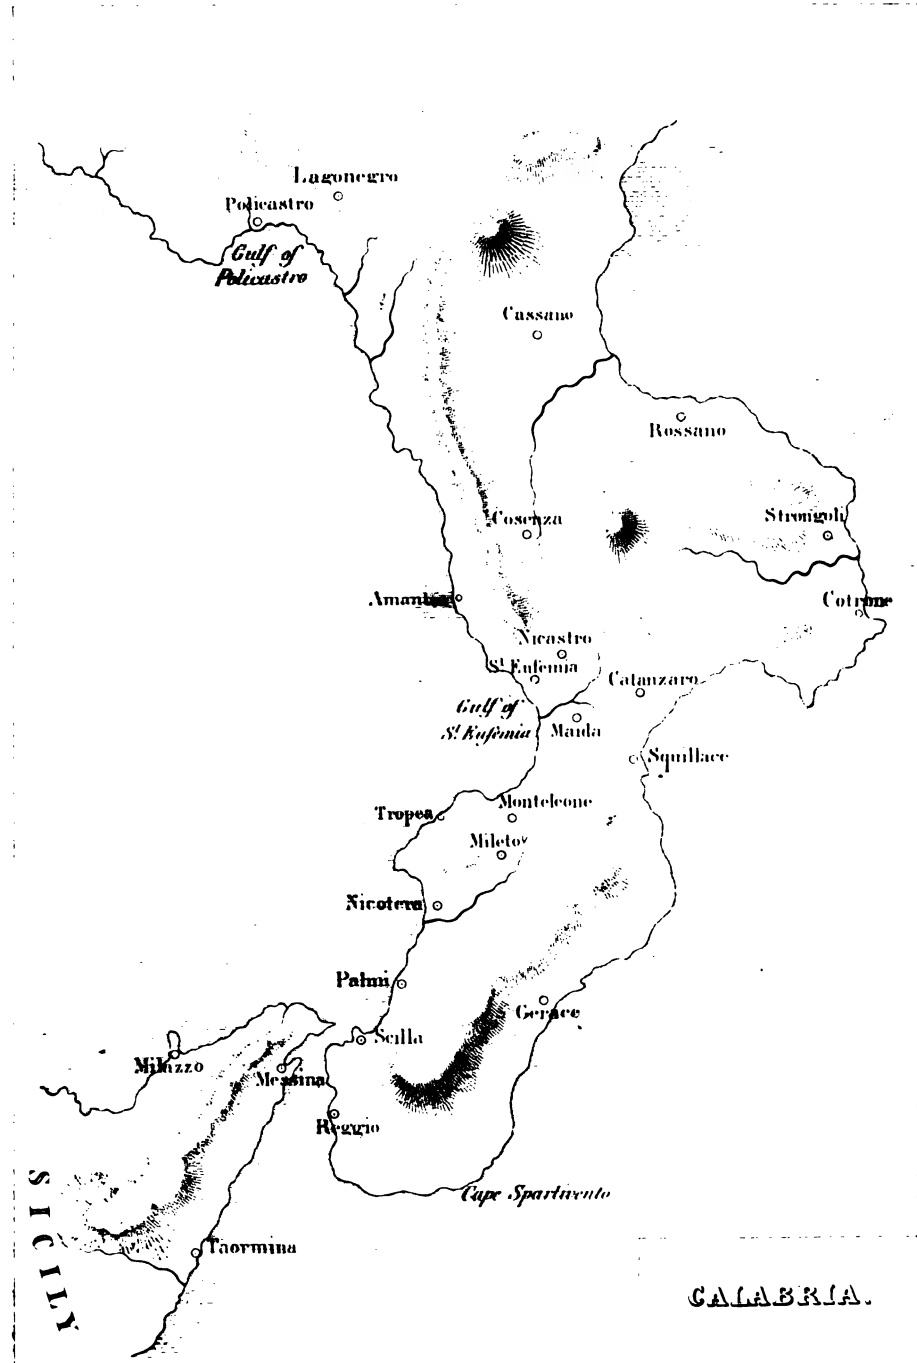 Lagonegro
Policastro
Gulf of
Policastro
Cassano
Rossano
Cosenza
Strongoli
Amantea
Cotrone
Nicastro
St. Eufemia
Catanzaro
Gulf of
St. Eufemia
Maida
Squillace
Monteleone
Tropea
Mileto
Nicotera
Palmi
Gerace
Scilla
Milazzo
Messina
Reggio
SICILY
Cape Spartivento
Taormina
CALABRIA.